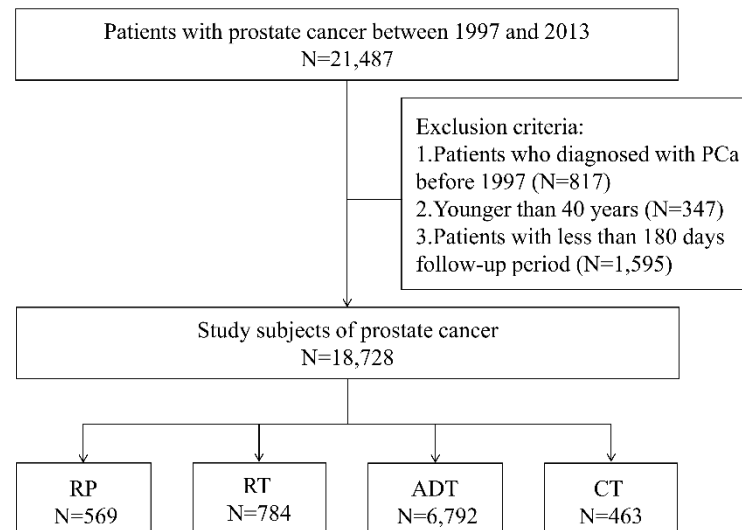 Patients with prostate cancer between 1997 and 2013
N=21,487
Exclusion criteria:
1.Patients who diagnosed with PCa
before 1997 (N=817)
2.Younger than 40 years (N=347)
3.Patients with less than 180 days
follow-up period (N=1,595)
Study subjects of prostate cancer
N=18,728
RP
N=569
RT
N=784
ADT
N=6,792
CT
N=463